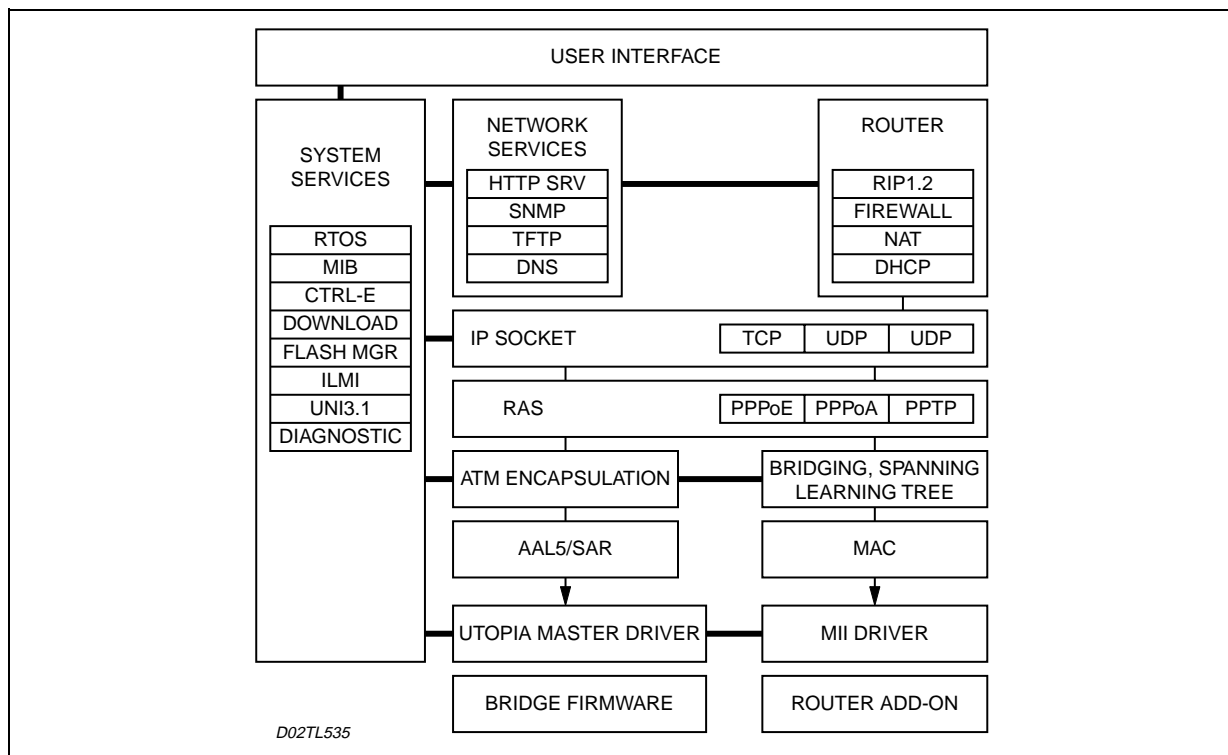 USER INTERFACE
SYSTEM
SERVICES
RTOS
MIB
CTRL-E
DOWNLOAD
FLASH MGR
ILMI
UNI3.1
DIAGNOSTIC
NETWORK
SERVICES
HTTP SRV
SNMP
TFTP
DNS
ROUTER
RIP1.2
FIREWALL
NAT
DHCP
IP SOCKET
TCP
UDP
UDP
RAS
PPPoE
PPPoA
PPTP
ATM ENCAPSULATION
BRIDGING, SPANNING
LEARNING TREE
AAL5/SAR
MAC
UTOPIA MASTER DRIVER
MII DRIVER
BRIDGE FIRMWARE
ROUTER ADD-ON
D02TL535